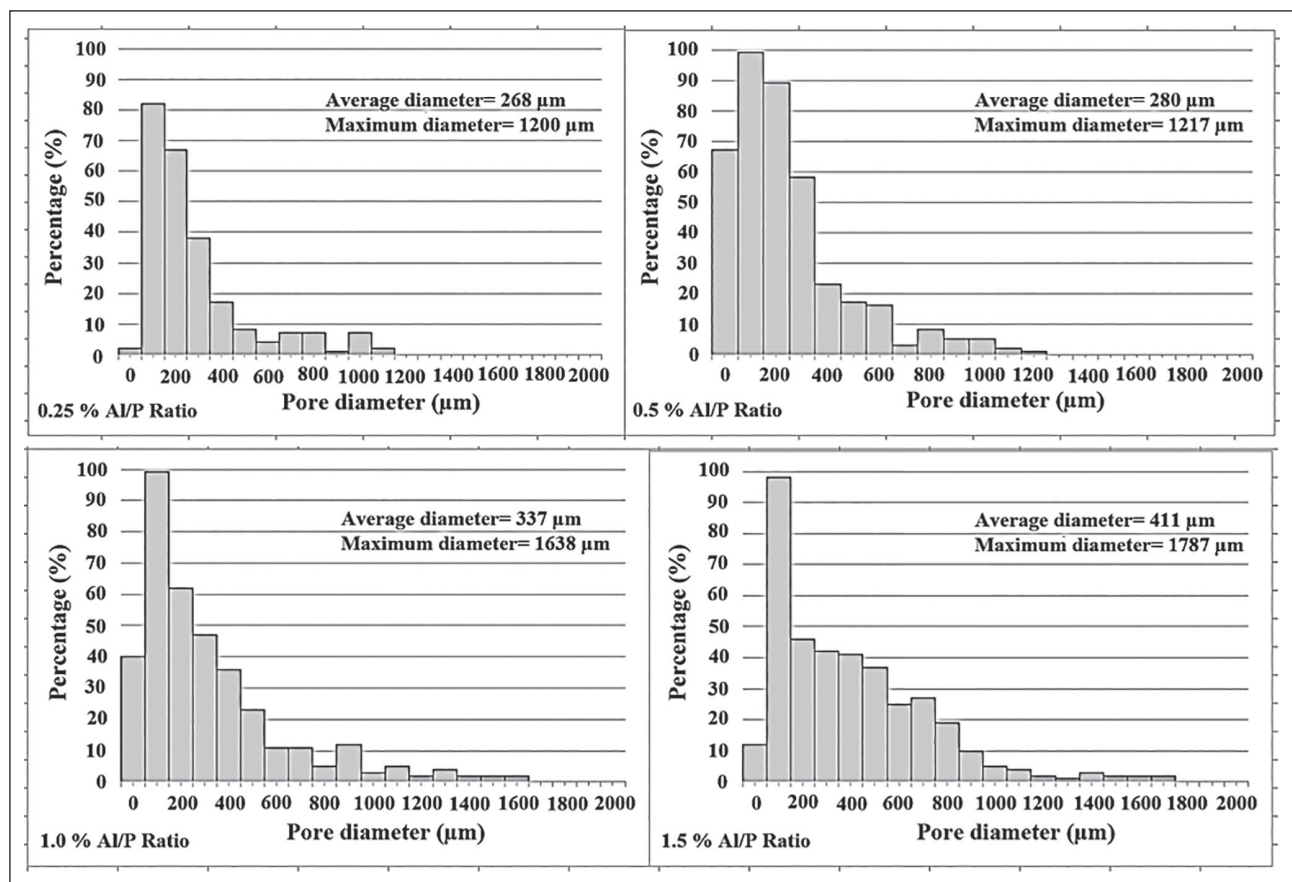 100
90
80
70
60
50
40
30
20
10
0
Percentage (%)
Average diameter= 268 µm
Maximum diameter= 1200 µm
0 200 400 600 800 1000 1200 1400 1600 1800 2000
Pore diameter (µm)
0.25 % Al/P Ratio
100
90
80
70
60
50
40
30
20
10
0
Percentage (%)
Average diameter= 280 µm
Maximum diameter= 1217 µm
0 200 400 600 800 1000 1200 1400 1600 1800 2000
Pore diameter (µm)
0.5 % Al/P Ratio
100
90
80
70
60
50
40
30
20
10
0
Percentage (%)
Average diameter= 337 µm
Maximum diameter= 1638 µm
0 200 400 600 800 1000 1200 1400 1600 1800 2000
Pore diameter (µm)
1.0 % Al/P Ratio
100
90
80
70
60
50
40
30
20
10
0
Percentage (%)
Average diameter= 411 µm
Maximum diameter= 1787 µm
0 200 400 600 800 1000 1200 1400 1600 1800 2000
Pore diameter (µm)
1.5 % Al/P Ratio